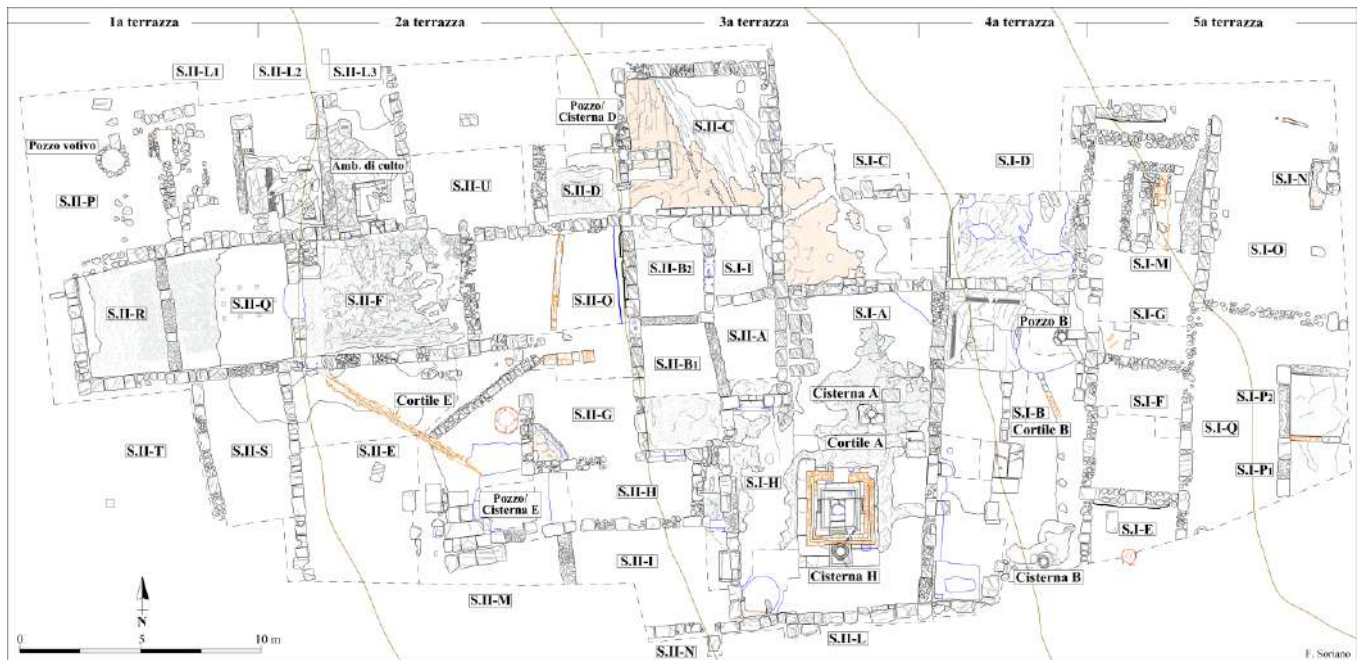 1a terrazza
2a terrazza
3a terrazza
4a terrazza
5a terrazza
S.II-L1
S.II-L2
S.II-L3
Pozzo votivo
Amb. di culto
Pozzo/
Cisterna D
S.II-C
S.I-C
S.I-D
S.I-N
S.II-P
S.II-U
S.II-D
S.II-B2
S.I-I
S.I-M
S.I-O
S.II-R
S.II-Q
S.II-F
S.II-O
S.II-A
S.I-A
Pozzo B
S.I-G
S.II-B1
Cortile E
Cisterna A
S.II-G
S.I-B
Cortile B
S.I-F
S.I-P2
S.I-Q
Cortile A
S.II-T
S.II-S
S.II-E
S.I-H
S.I-P1
S.II-H
Pozzo/
Cisterna E
S.I-E
S.II-I
Cisterna H
Cisterna B
S.II-M
S.II-L
S.II-N
N
0 5 10 m
F. Soriano